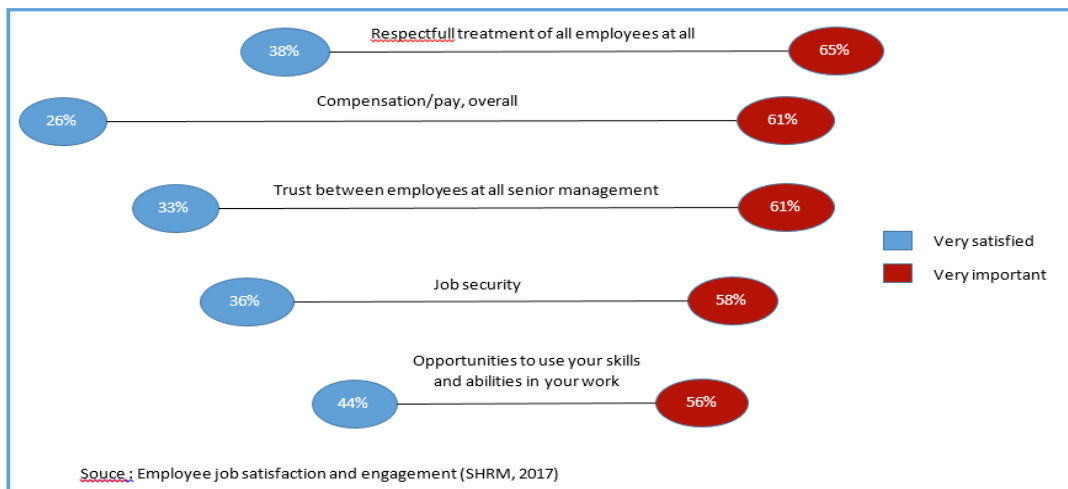 Respectfull treatment of all employees at all
38%
65%
Compensation/pay, overall
26%
61%
Trust between employees at all senior management
33%
61%
Very satisfied
Very important
Job security
36%
58%
Opportunities to use your skills
and abilities in your work
44%
56%
Souce : Employee job satisfaction and engagement (SHRM, 2017)